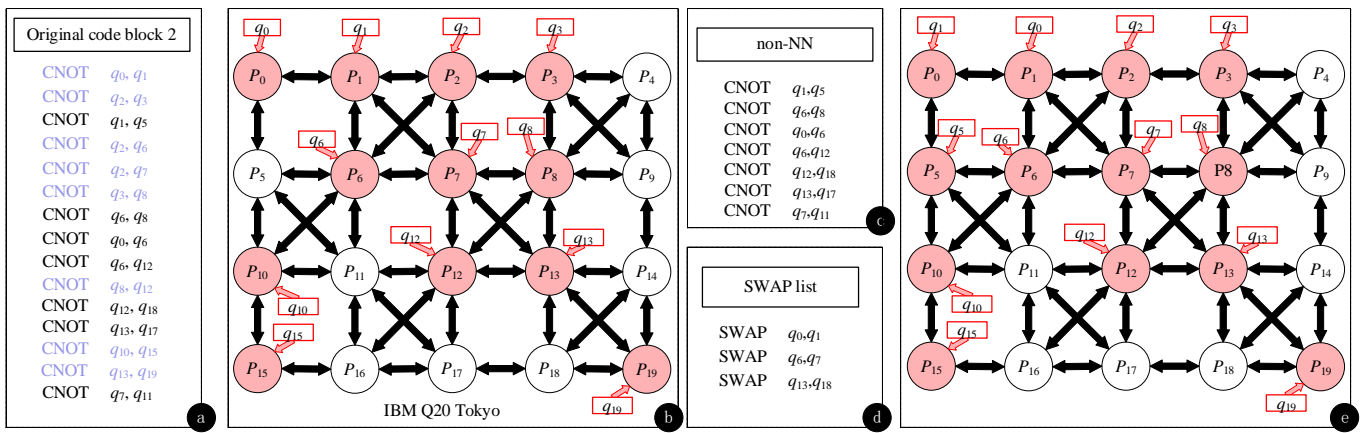 Original code block 2
CNOT q0, q1
CNOT q2, q3
CNOT q1, q5
CNOT q2, q6
CNOT q2, q7
CNOT q3, q8
CNOT q6, q8
CNOT q0, q6
CNOT q6, q12
CNOT q8, q12
CNOT q12, q18
CNOT q13, q17
CNOT q10, q15
CNOT q13, q19
CNOT q7, q11
a
q0 q1 q2 q3
P0 P1 P2 P3 P4
q6 q7 q8
P5 P6 P7 P8 P9
q12 q13
P10 P11 P12 P13 P14
q10
q15
P15 P16 P17 P18 P19
q19
IBM Q20 Tokyo
b
non-NN
CNOT q1,q5
CNOT q6,q8
CNOT q0,q6
CNOT q6,q12
CNOT q12,q18
CNOT q13,q17
CNOT q7,q11
c
SWAP list
SWAP q0,q1
SWAP q6,q7
SWAP q13,q18
d
q1 q0 q2 q3
P0 P1 P2 P3 P4
q5 q6 q7 q8
P5 P6 P7 P8 P9
q12 q13
P10 P11 P12 P13 P14
q10
q15
P15 P16 P17 P18 P19
q19
e